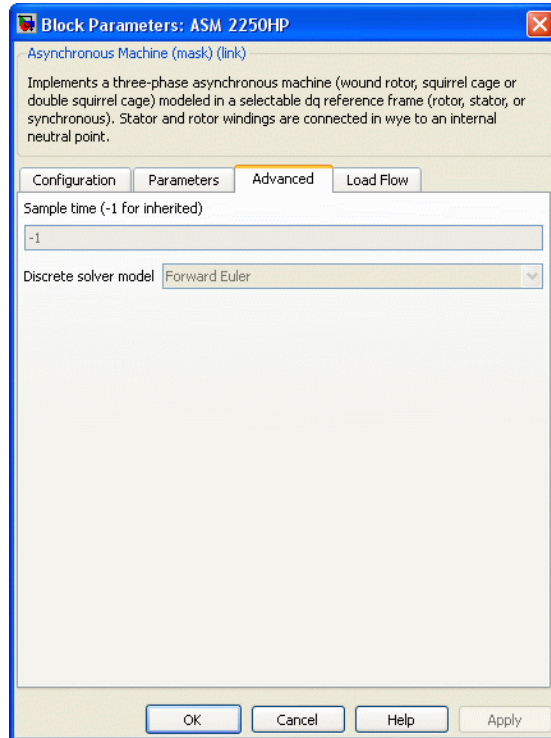 Block Parameters: ASM 2250HP
Asynchronous Machine (mask) (link)
Implements a three-phase asynchronous machine (wound rotor, squirrel cage or
double squirrel cage) modeled in a selectable dq reference frame (rotor, stator, or
synchronous). Stator and rotor windings are connected in wye to an internal
neutral point.
Configuration Parameters Advanced Load Flow
Sample time (-1 for inherited)
-1
Discrete solver model Forward Euler
OK Cancel Help Apply